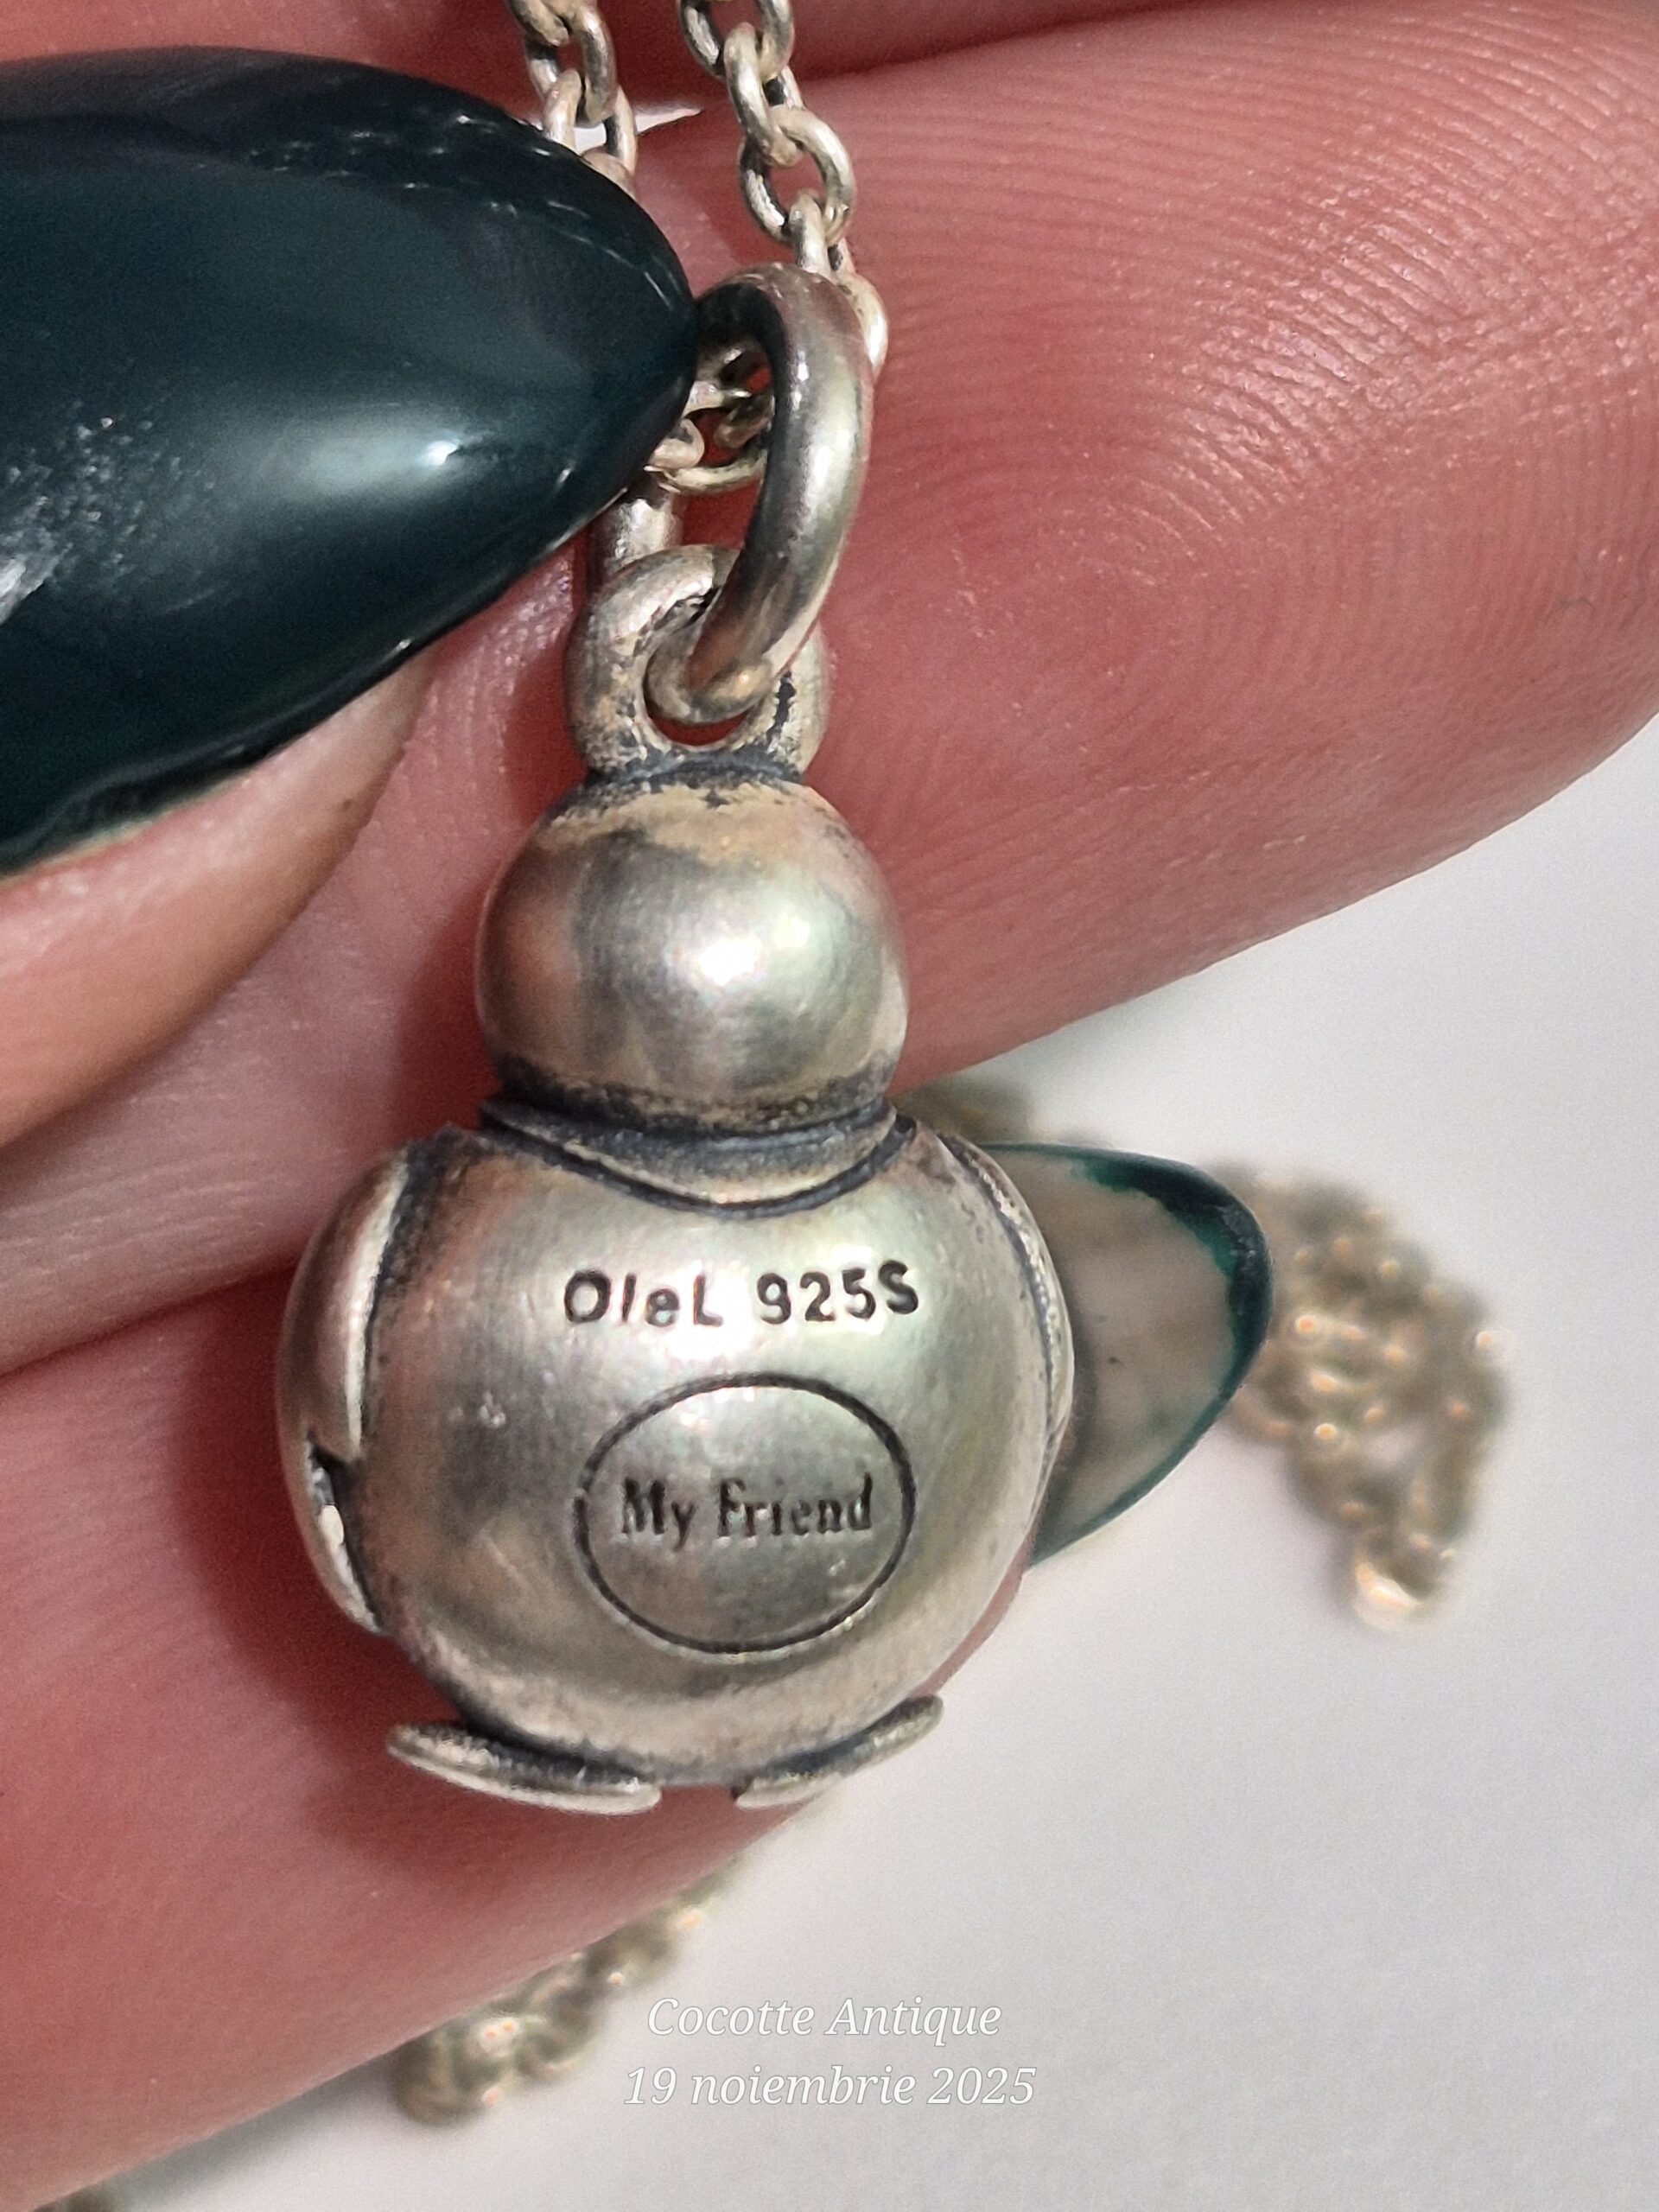 OleL 925S
My Friend
Cocotte Antique
19 noiembrie 2025